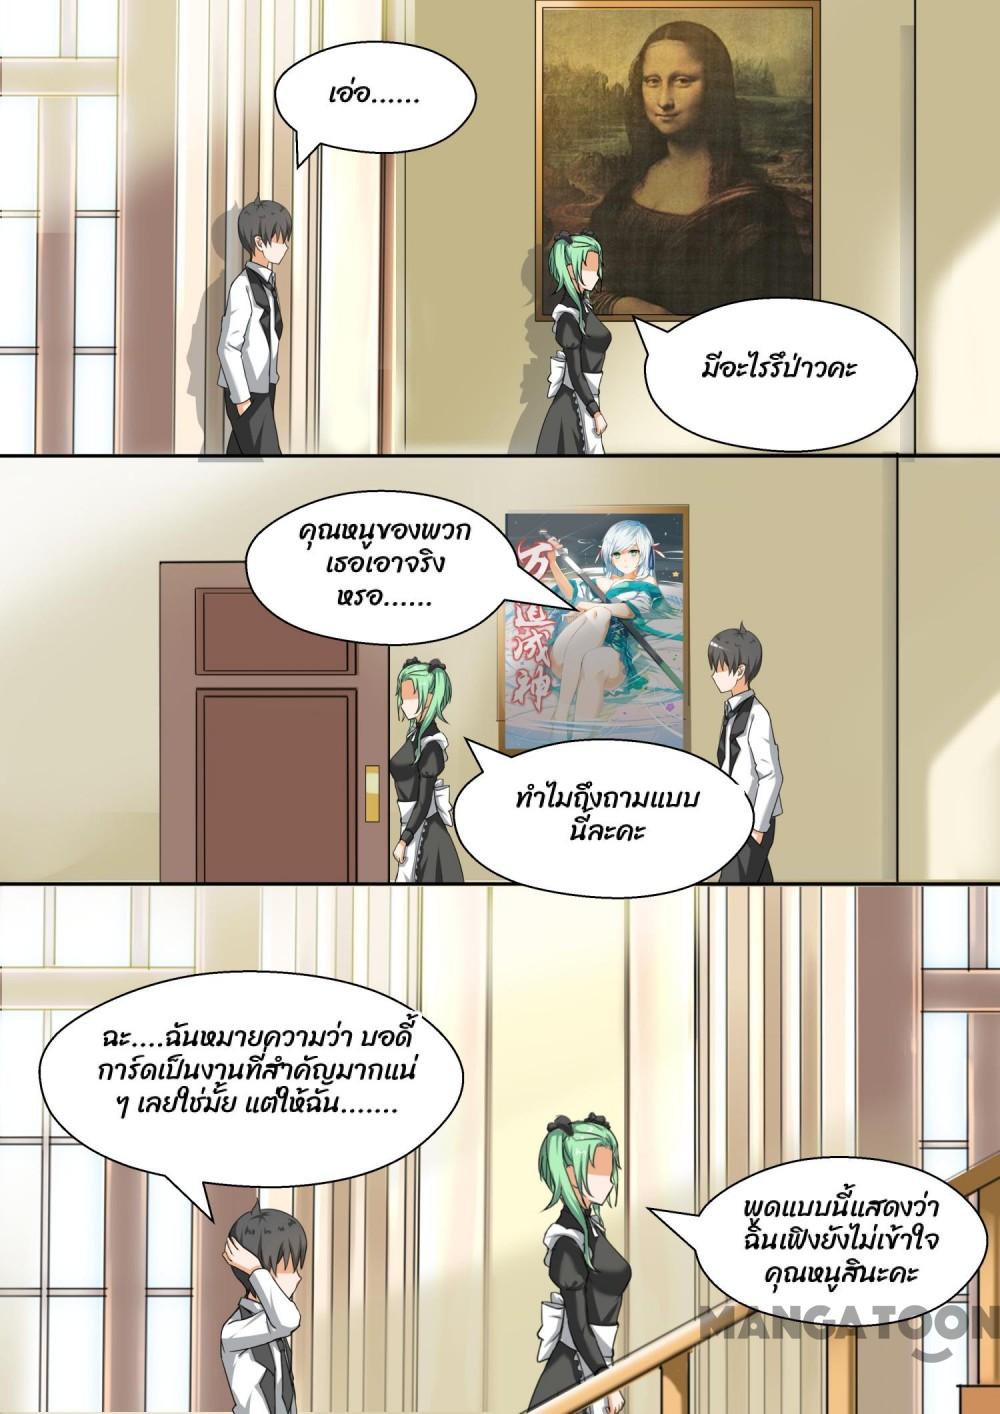 เอ่อ......
มีอะไรรึป่าวคะ
คุณหนูของพวก
เธอเอาจริง
หรอ......
万道成神
ทำไมถึงถามแบบ
นี้ละคะ
ฉะ....ฉันหมายความว่า บอดี้
การ์ดเป็นงานที่สำคัญมากแน่
ๆ เลยใช่มั้ย แต่ให้ฉัน.......
พูดแบบนี้แสดงว่า
ฉินเฟิงยังไม่เข้าใจ
คุณหนูสินะคะ
MANGATOON